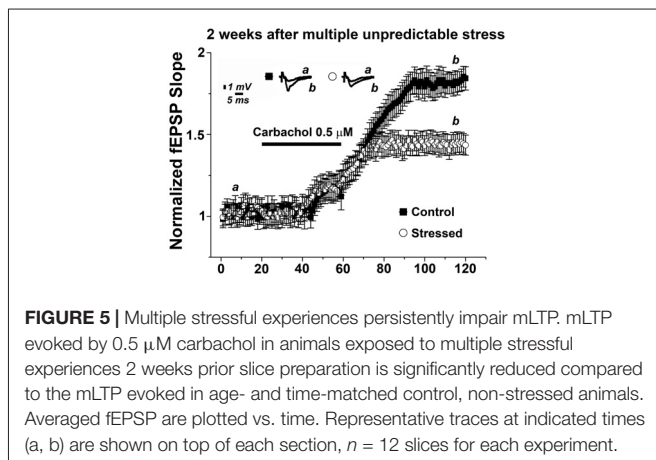 2 weeks after multiple unpredictable stress
2
1.5
1
Normalized fEPSP Slope
a
b
a
b
1 mV
5 ms
Carbachol 0.5 μM
a
b
b
Control
Stressed
0 20 40 60 80 100 120
FIGURE 5 | Multiple stressful experiences persistently impair mLTP. mLTP
evoked by 0.5 μM carbachol in animals exposed to multiple stressful
experiences 2 weeks prior slice preparation is significantly reduced compared
to the mLTP evoked in age- and time-matched control, non-stressed animals.
Averaged fEPSP are plotted vs. time. Representative traces at indicated times
(a, b) are shown on top of each section, n = 12 slices for each experiment.